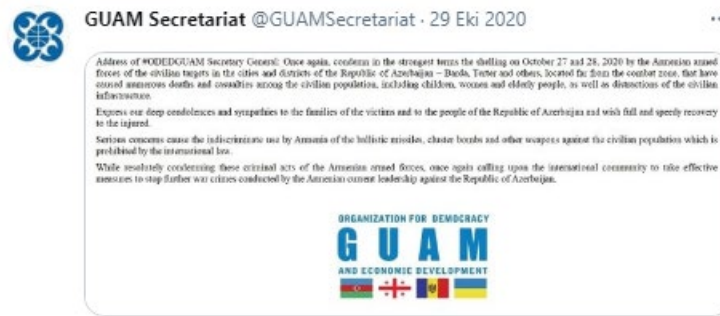 GUAM Secretariat @GUAMSecretariat · 29 Eki 2020
Address of #ODEDGUAM Secretary General: Once again, condemn in the strongest terms the shelling on October 27 and 28, 2020 by the Armenian armed
forces of the civilian targets in the cities and districts of the Republic of Azerbaijan – Barda, Terter and others, located far from the combat zone, that have
caused numerous deaths and casualties among the civilian population, including children, women and elderly people, as well as distructions of the civilian
infrastructure.
Express our deep condolences and sympathies to the families of the victims and to the people of the Republic of Azerbaijan and wish full and speedy recovery
to the injured.
Serious concerns cause the indiscriminate use by Armenia of the ballistic missiles, cluster bombs and other weapons against the civilian population which is
prohibited by the international law.
While resolutely condemning these criminal acts of the Armenian armed forces, once again calling upon the international community to take effective
measures to stop further war crimes conducted by the Armenian current leadership against the Republic of Azerbaijan.
ORGANIZATION FOR DEMOCRACY
GUAM
AND ECONOMIC DEVELOPMENT